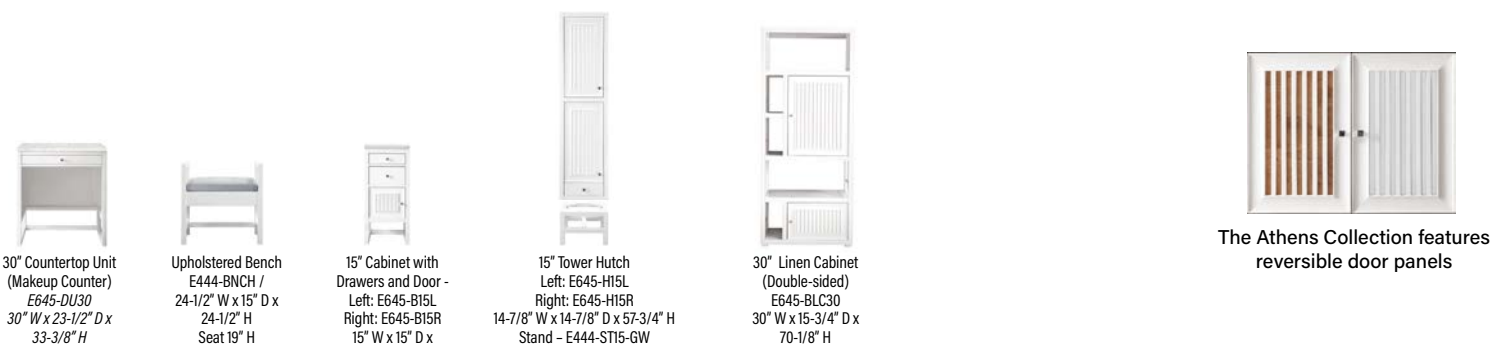 30" Countertop Unit
(Makeup Counter)
E645-DU30
30" W x 23-1/2" D x
33-3/8" H
Upholstered Bench
E444-BNCH /
24-1/2" W x 15" D x
24-1/2" H
Seat 19" H
15" Cabinet with
Drawers and Door -
Left: E645-B15L
Right: E645-B15R
15" W x 15" D x
15" Tower Hutch
Left: E645-H15L
Right: E645-H15R
14-7/8" W x 14-7/8" D x 57-3/4" H
Stand – E444-ST15-GW
30" Linen Cabinet
(Double-sided)
E645-BLC30
30" W x 15-3/4" D x
70-1/8" H
The Athens Collection features
reversible door panels